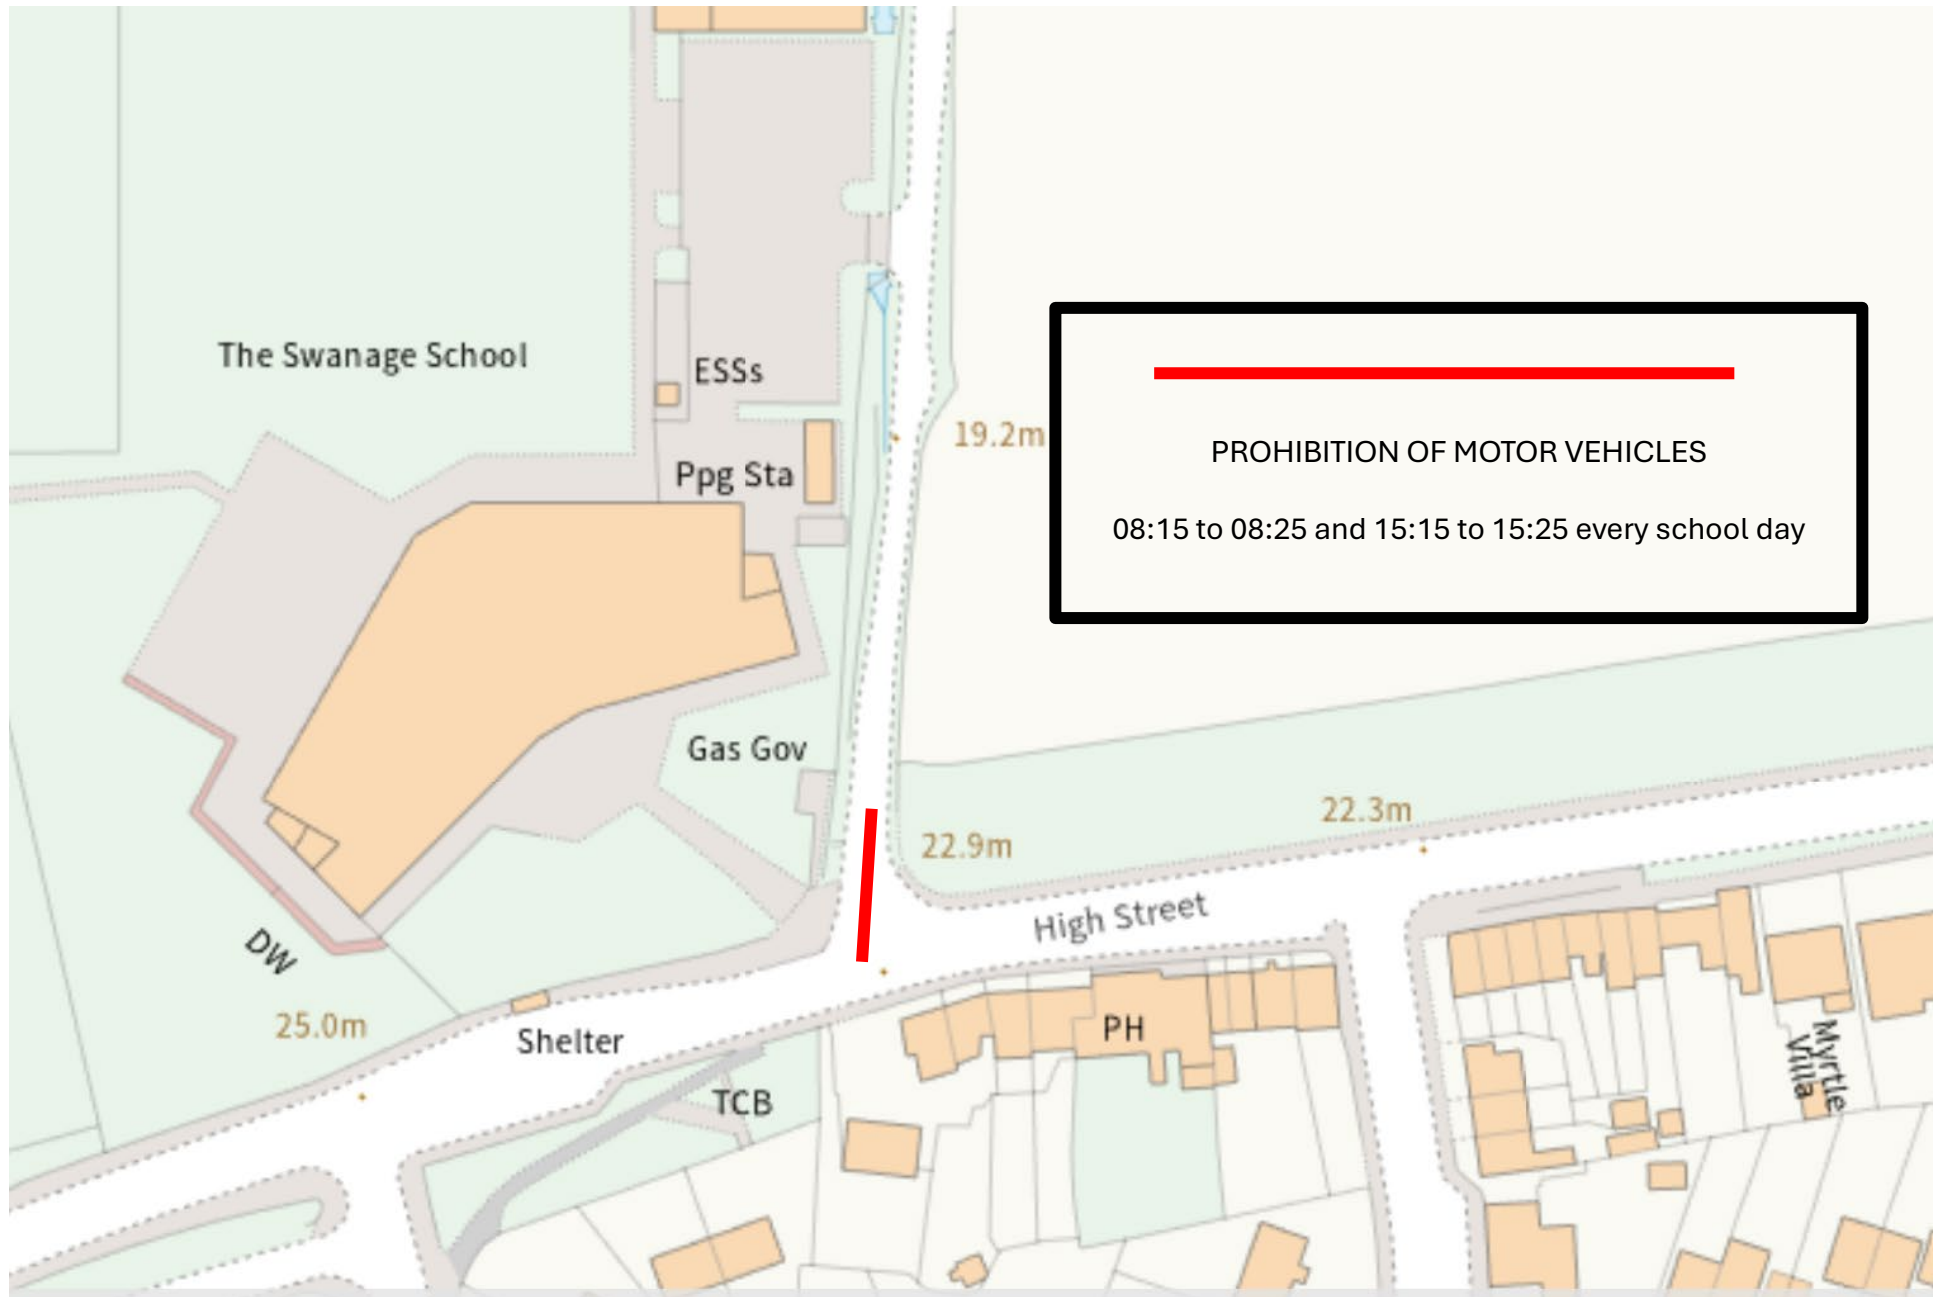 The Swanage School
ESSs
19.2m
PROHIBITION OF MOTOR VEHICLES
08:15 to 08:25 and 15:15 to 15:25 every school day
Ppg Sta
Gas Gov
22.3m
22.9m
High Street
DW
25.0m
Shelter
PH
TCB
Myrtle
Villa